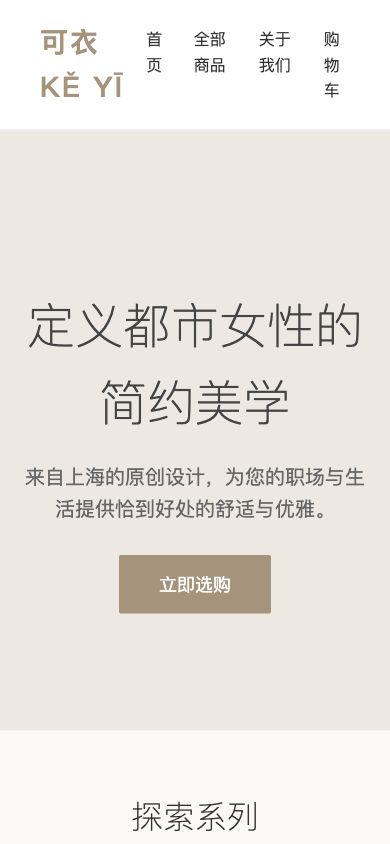 可衣
KĚ YĪ
首
页
全部
商品
关于
我们
购
物
车
定义都市女性的
简约美学
来自上海的原创设计，为您的职场与生
活提供恰到好处的舒适与优雅。
立即选购
探索系列